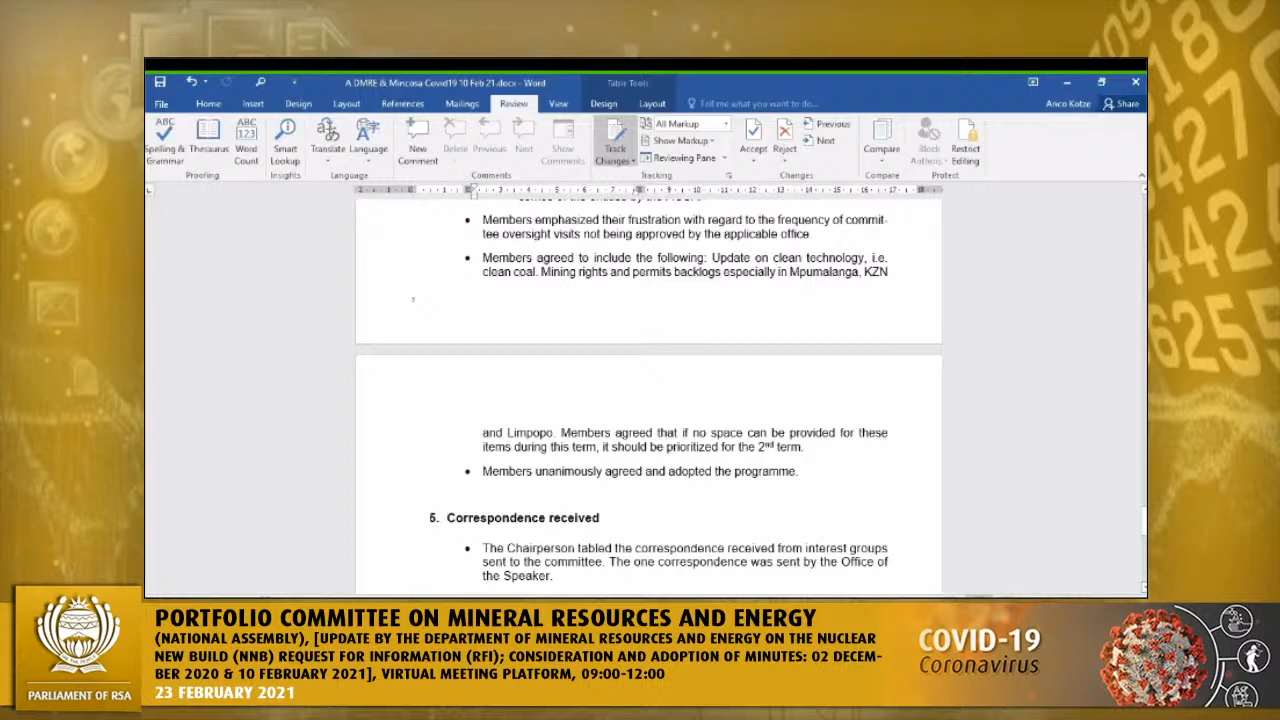 A DMRE & Mincosa Covid19 10 Feb 21.docx - Word
Table Tools
File Home Insert Design Layout References Mailings Review View Design Layout Tell me what you want to do... Arico Kotze Share
ABC
Spelling & Grammar
Thesaurus
ABC 123
Word Count
Smart Lookup
Translate
Language
New Comment
Delete
Previous
Next
Show Comments
Track Changes
All Markup
Show Markup
Reviewing Pane
Accept
Reject
Previous
Next
Compare
Block Authors
Restrict Editing
Proofing Insights Language Comments Tracking Changes Compare Protect
Members emphasized their frustration with regard to the frequency of commit-
tee oversight visits not being approved by the applicable office
Members agreed to include the following: Update on clean technology, i.e.
clean coal. Mining rights and permits backlogs especially in Mpumalanga, KZN
and Limpopo. Members agreed that if no space can be provided for these
items during this term, it should be prioritized for the 2nd term.
Members unanimously agreed and adopted the programme.
5. Correspondence received
The Chairperson tabled the correspondence received from interest groups
sent to the committee. The one correspondence was sent by the Office of
the Speaker.
PORTFOLIO COMMITTEE ON MINERAL RESOURCES AND ENERGY
(NATIONAL ASSEMBLY), [UPDATE BY THE DEPARTMENT OF MINERAL RESOURCES AND ENERGY ON THE NUCLEAR
NEW BUILD (NNB) REQUEST FOR INFORMATION (RFI); CONSIDERATION AND ADOPTION OF MINUTES: 02 DECEM-
BER 2020 & 10 FEBRUARY 2021], VIRTUAL MEETING PLATFORM, 09:00-12:00
23 FEBRUARY 2021
PARLIAMENT OF RSA
COVID-19
Coronavirus